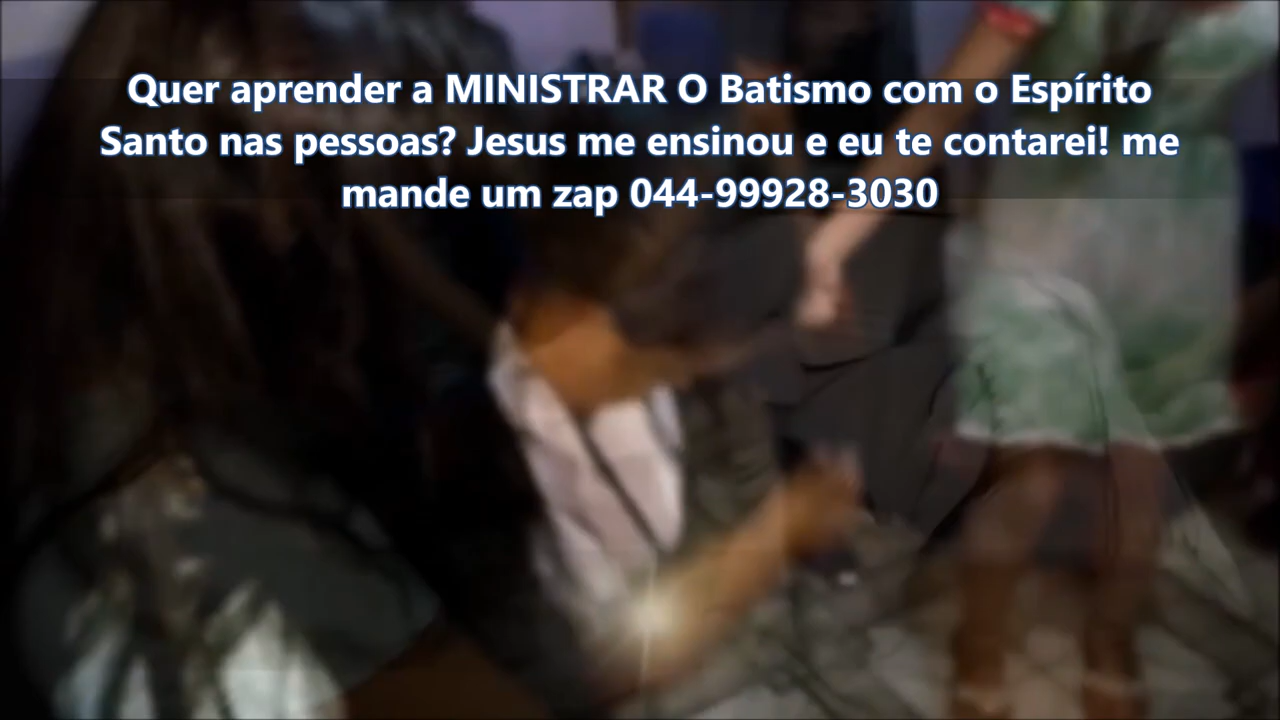 Quer aprender a MINISTRAR O Batismo com o Espírito
Santo nas pessoas? Jesus me ensinou e eu te contarei! me
mande um zap 044-99928-3030